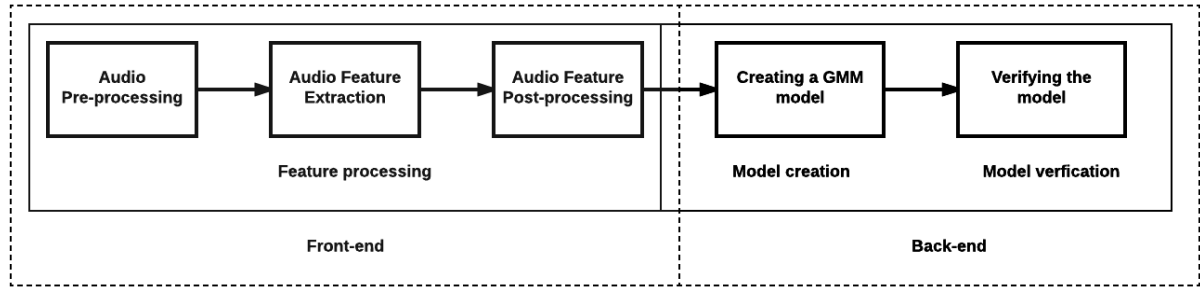 Audio
Pre-processing
Audio Feature
Extraction
Audio Feature
Post-processing
Creating a GMM
model
Verifying the
model
Feature processing
Model creation
Model verfication
Front-end
Back-end